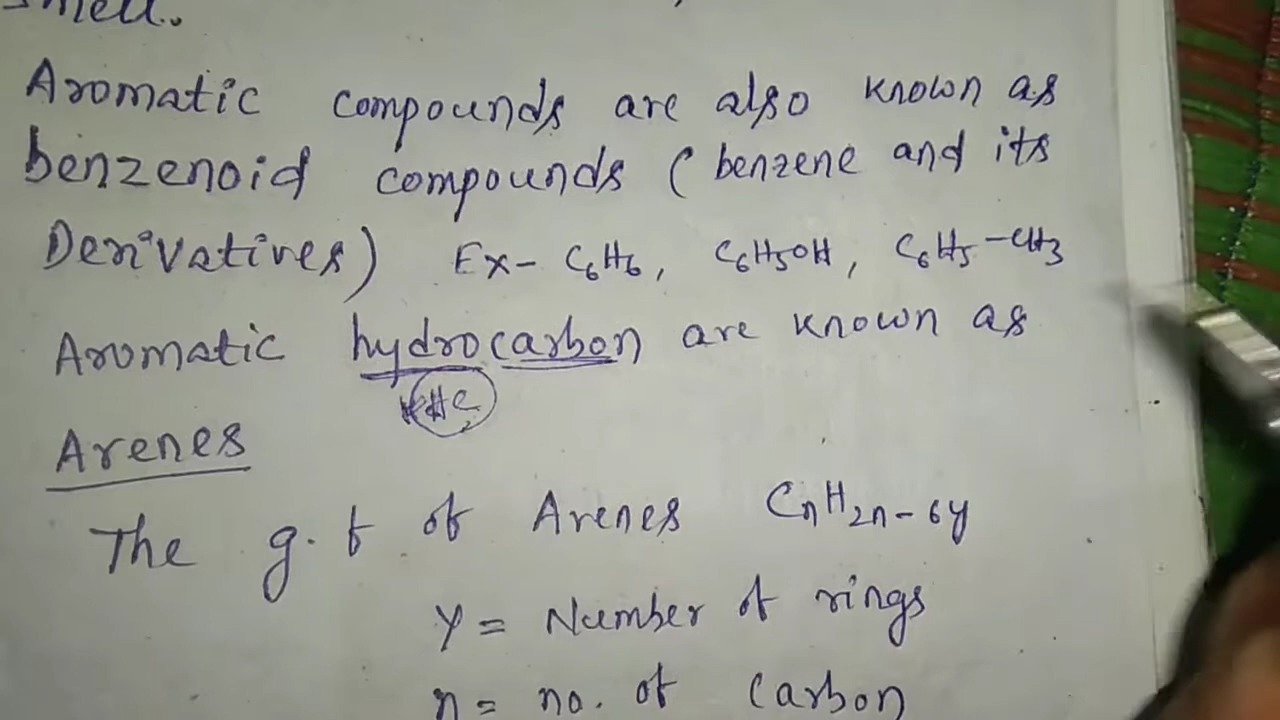 smell.
Aromatic compounds are also known as
benzenoid compounds (benzene and its
Derivatives) Ex- C₆H₆, C₆H₅OH, C₆H₅-CH₃
Aromatic hydrocarbon are known as
HC
Arenes
The g.f of Arenes CnH2n-6y
y = Number of rings
n = no. of carbon